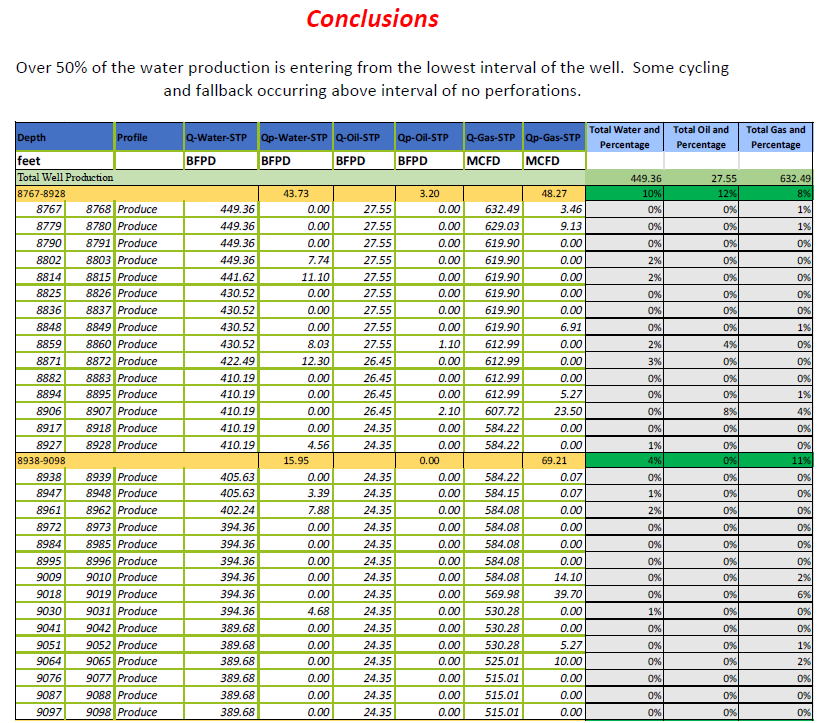 Conclusions
Over 50% of the water production is entering from the lowest interval of the well. Some cycling
and fallback occurring above interval of no perforations.
Depth Profile Q-Water-STP Qp-Water-STP Q-Oil-STP Qp-Oil-STP Q-Gas-STP Qp-Gas-STP Total Water and Percentage Total Oil and Percentage Total Gas and Percentage
feet BFPD BFPD BFPD BFPD MCFD MCFD
Total Well Production 449.36 27.55 632.49
8767-8928 43.73 3.20 48.27 10% 12% 8%
8767 8768 Produce 449.36 0.00 27.55 0.00 632.49 3.46 0% 0% 1%
8779 8780 Produce 449.36 0.00 27.55 0.00 629.03 9.13 0% 0% 1%
8790 8791 Produce 449.36 0.00 27.55 0.00 619.90 0.00 0% 0% 0%
8802 8803 Produce 449.36 7.74 27.55 0.00 619.90 0.00 2% 0% 0%
8814 8815 Produce 441.62 11.10 27.55 0.00 619.90 0.00 2% 0% 0%
8825 8826 Produce 430.52 0.00 27.55 0.00 619.90 0.00 0% 0% 0%
8836 8837 Produce 430.52 0.00 27.55 0.00 619.90 0.00 0% 0% 0%
8848 8849 Produce 430.52 0.00 27.55 0.00 619.90 6.91 0% 0% 1%
8859 8860 Produce 430.52 8.03 27.55 1.10 612.99 0.00 2% 4% 0%
8871 8872 Produce 422.49 12.30 26.45 0.00 612.99 0.00 3% 0% 0%
8882 8883 Produce 410.19 0.00 26.45 0.00 612.99 0.00 0% 0% 0%
8894 8895 Produce 410.19 0.00 26.45 0.00 612.99 5.27 0% 0% 1%
8906 8907 Produce 410.19 0.00 26.45 2.10 607.72 23.50 0% 8% 4%
8917 8918 Produce 410.19 0.00 24.35 0.00 584.22 0.00 0% 0% 0%
8927 8928 Produce 410.19 4.56 24.35 0.00 584.22 0.00 1% 0% 0%
8938-9098 15.95 0.00 69.21 4% 0% 11%
8938 8939 Produce 405.63 0.00 24.35 0.00 584.22 0.07 0% 0% 0%
8947 8948 Produce 405.63 3.39 24.35 0.00 584.15 0.07 1% 0% 0%
8961 8962 Produce 402.24 7.88 24.35 0.00 584.08 0.00 2% 0% 0%
8972 8973 Produce 394.36 0.00 24.35 0.00 584.08 0.00 0% 0% 0%
8984 8985 Produce 394.36 0.00 24.35 0.00 584.08 0.00 0% 0% 0%
8995 8996 Produce 394.36 0.00 24.35 0.00 584.08 0.00 0% 0% 0%
9009 9010 Produce 394.36 0.00 24.35 0.00 584.08 14.10 0% 0% 2%
9018 9019 Produce 394.36 0.00 24.35 0.00 569.98 39.70 0% 0% 6%
9030 9031 Produce 394.36 4.68 24.35 0.00 530.28 0.00 1% 0% 0%
9041 9042 Produce 389.68 0.00 24.35 0.00 530.28 0.00 0% 0% 0%
9051 9052 Produce 389.68 0.00 24.35 0.00 530.28 5.27 0% 0% 1%
9064 9065 Produce 389.68 0.00 24.35 0.00 525.01 10.00 0% 0% 2%
9076 9077 Produce 389.68 0.00 24.35 0.00 515.01 0.00 0% 0% 0%
9087 9088 Produce 389.68 0.00 24.35 0.00 515.01 0.00 0% 0% 0%
9097 9098 Produce 389.68 0.00 24.35 0.00 515.01 0.00 0% 0% 0%